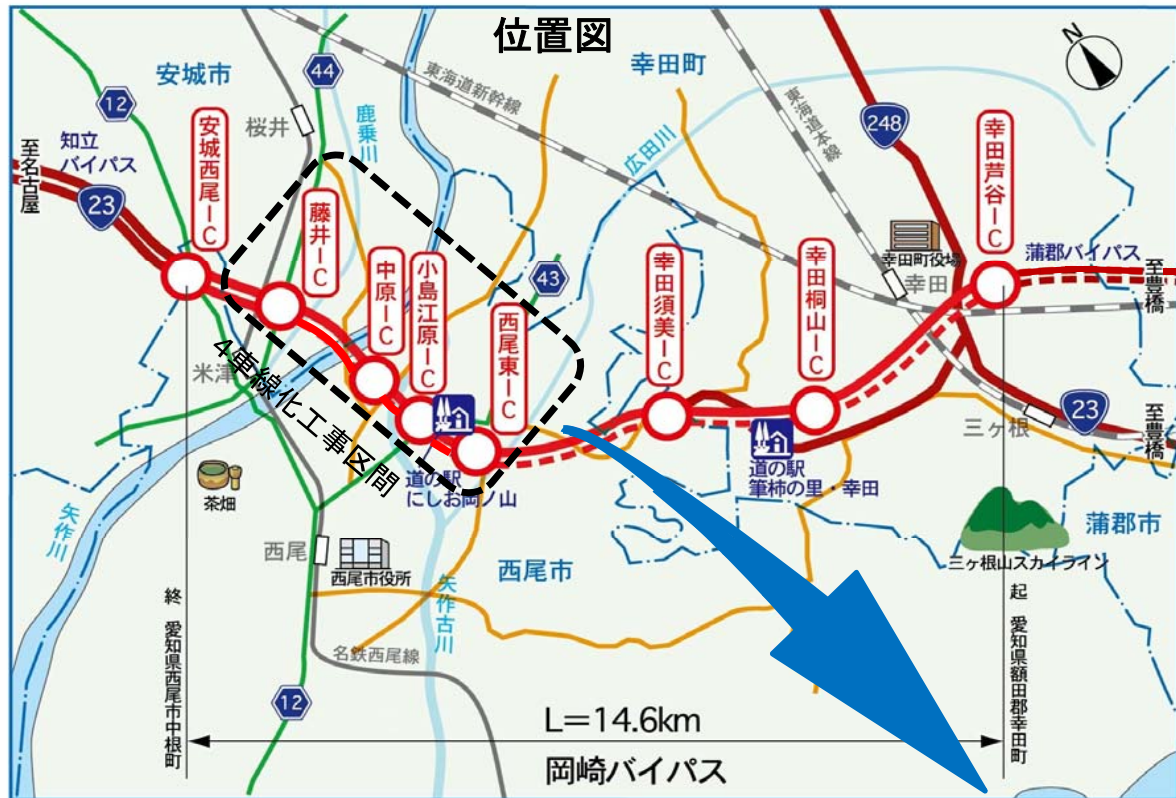 位置図
安城市
幸田町
12
44
桜井
鹿乗川
東海道新幹線
広田川
東海道本線
248
N
至名古屋
知立
バイパス
23
安城西尾IC
藤井IC
中原IC
小島江原IC
西尾東IC
43
幸田須美IC
幸田桐山IC
幸田芦谷IC
幸田町役場
幸田
蒲郡バイパス
至豊橋
米津
4車線化工事区間
道の駅
にしお岡ノ山
道の駅
筆柿の里・幸田
三ヶ根
23
至豊橋
茶畑
矢作川
西尾
西尾市役所
西尾市
矢作古川
三ヶ根山スカイライン
蒲郡市
終 愛知県西尾市中根町
起 愛知県額田郡幸田町
名鉄西尾線
12
L=14.6km
岡崎バイパス